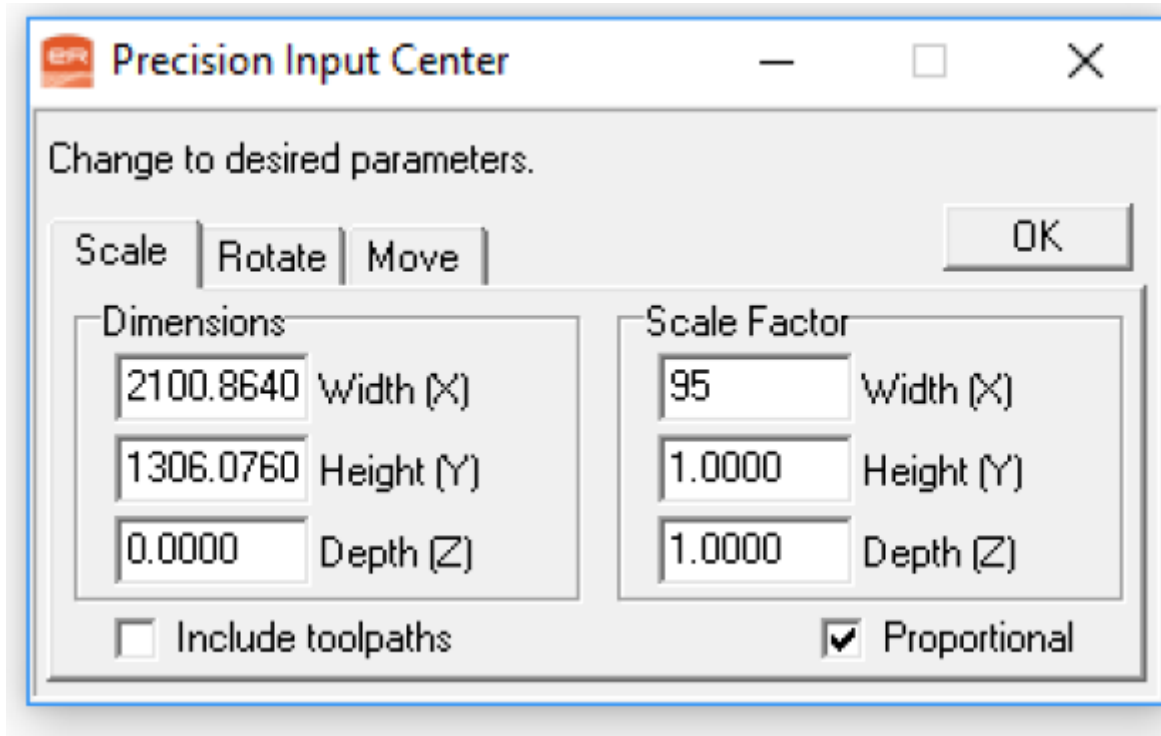 eR Precision Input Center
Change to desired parameters.
OK
Scale Rotate Move
Dimensions
2100.8640 Width (X)
1306.0760 Height (Y)
0.0000 Depth (Z)
Scale Factor
95 Width (X)
1.0000 Height (Y)
1.0000 Depth (Z)
Include toolpaths
Proportional